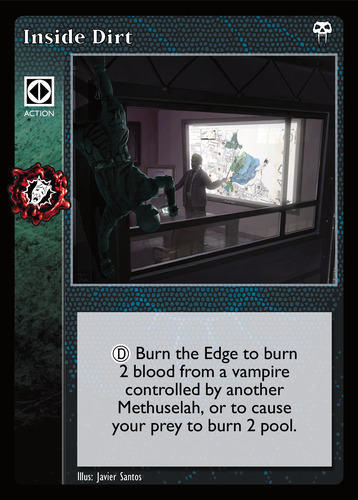 Inside Dirt
ACTION
Ⓓ Burn the Edge to burn
2 blood from a vampire
controlled by another
Methuselah, or to cause
your prey to burn 2 pool.
Illus: Javier Santos